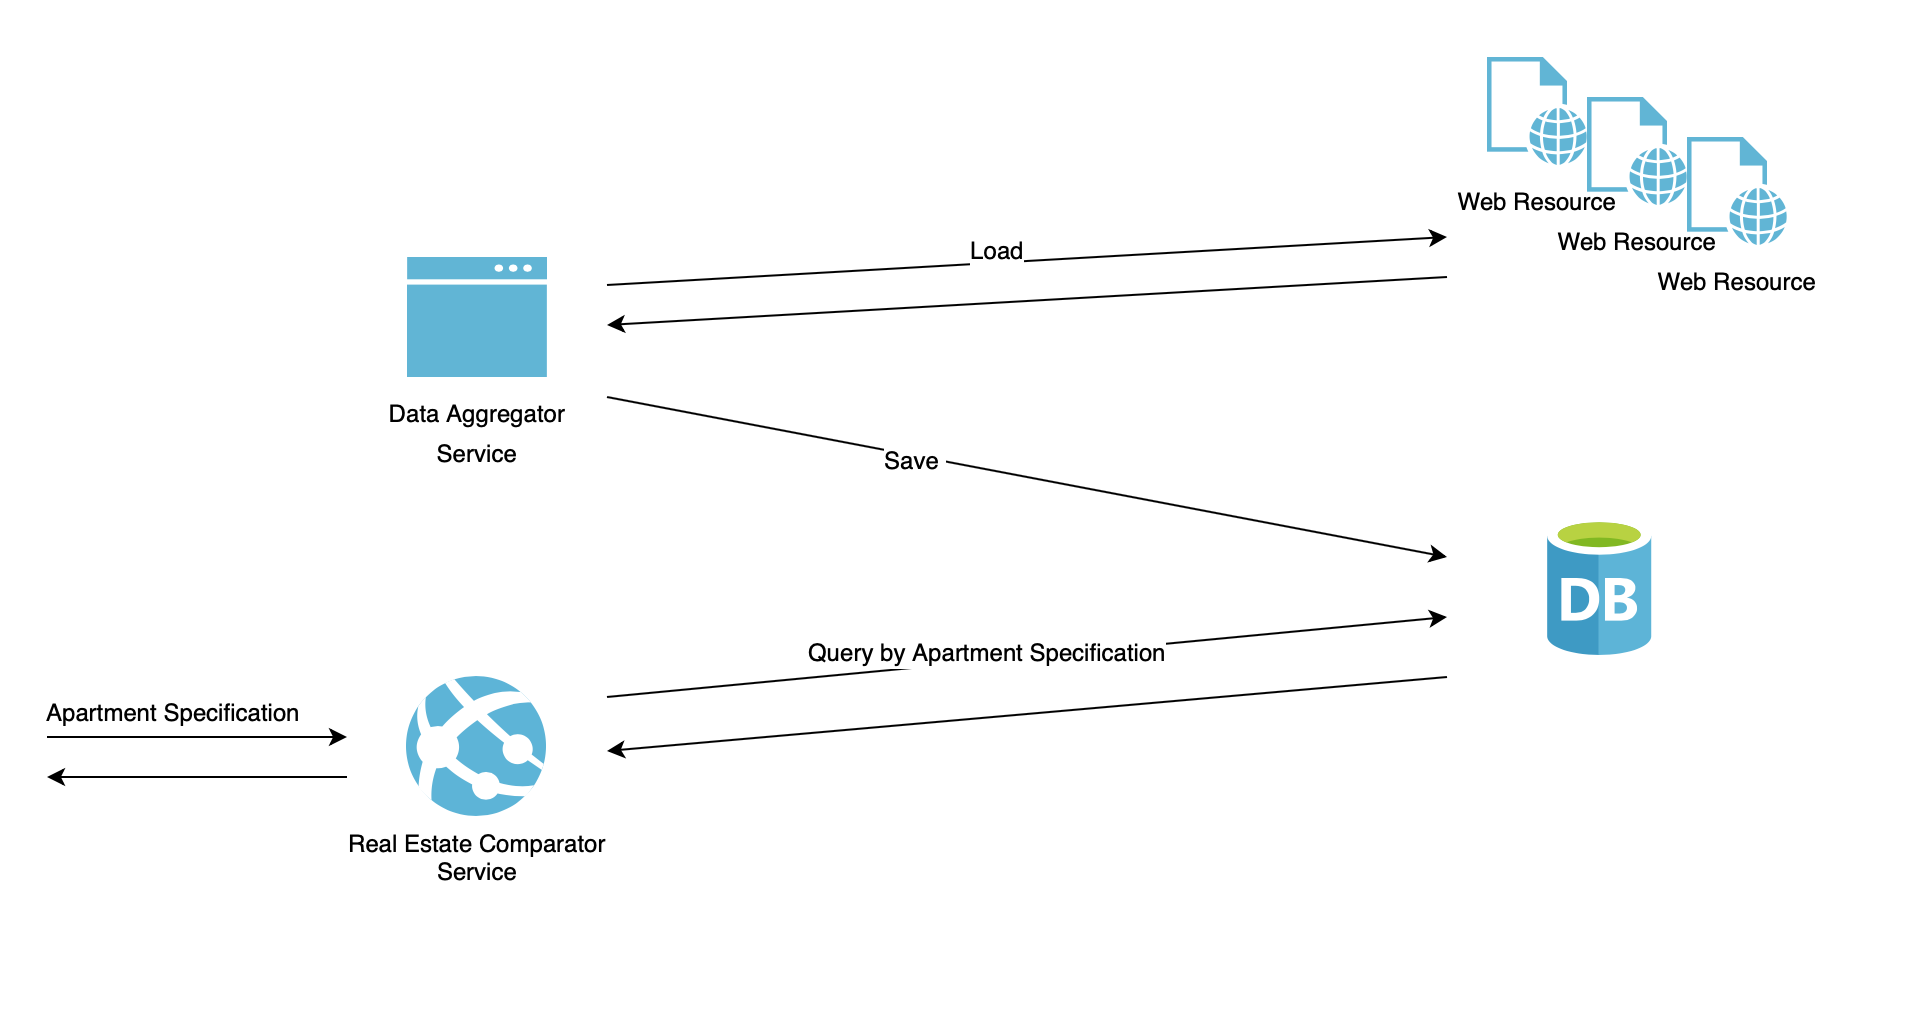 Web Resource
Web Resource
Web Resource
Load
Data Aggregator
Service
Save
DB
Query by Apartment Specification
Apartment Specification
Real Estate Comparator
Service